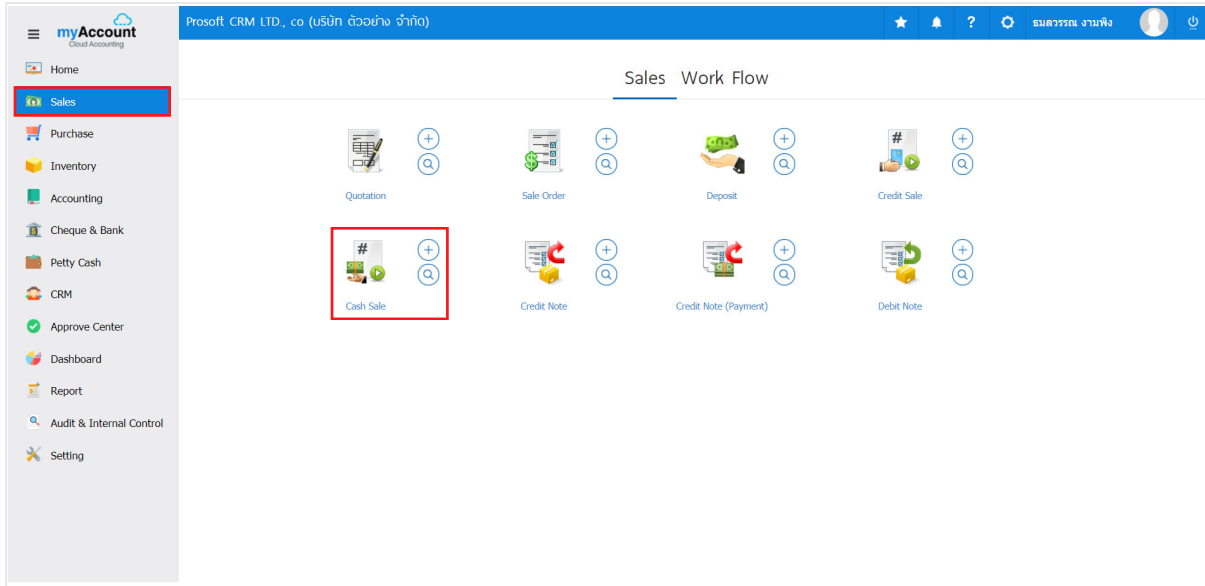 myAccount
Cloud Accounting
Prosoft CRM LTD., co (บริษัท ตัวอย่าง จำกัด)
?
ธมตวรรณ งามพิง
Home
Sales
Purchase
Inventory
Accounting
Cheque & Bank
Petty Cash
CRM
Approve Center
Dashboard
Report
Audit & Internal Control
Setting
Sales Work Flow
Quotation
Sale Order
Deposit
#
Credit Sale
#
Cash Sale
Credit Note
Credit Note (Payment)
Debit Note